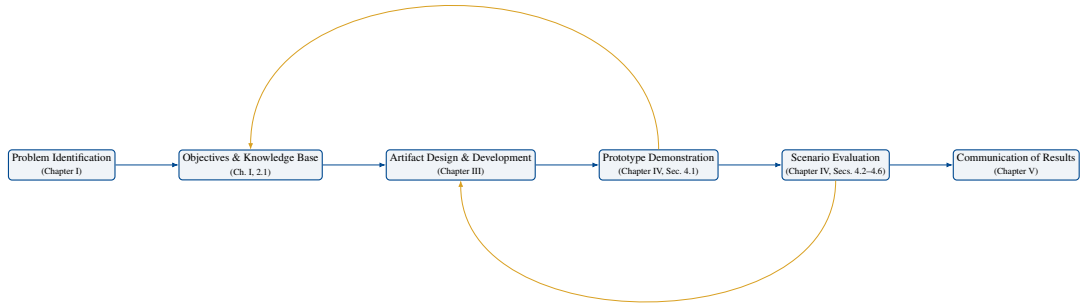 Problem Identification
(Chapter I)
Objectives & Knowledge Base
(Ch. I, 2.1)
Artifact Design & Development
(Chapter III)
Prototype Demonstration
(Chapter IV, Sec. 4.1)
Scenario Evaluation
(Chapter IV, Secs. 4.2–4.6)
Communication of Results
(Chapter V)